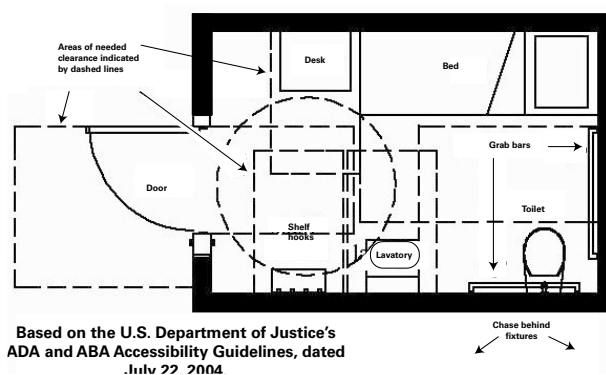 Areas of needed
clearance indicated
by dashed lines
Desk
Bed
Grab bars
Door
Toilet
Shelf
hooks
Lavatory
Chase behind
fixtures
Based on the U.S. Department of Justice's
ADA and ABA Accessibility Guidelines, dated
July 22, 2004.